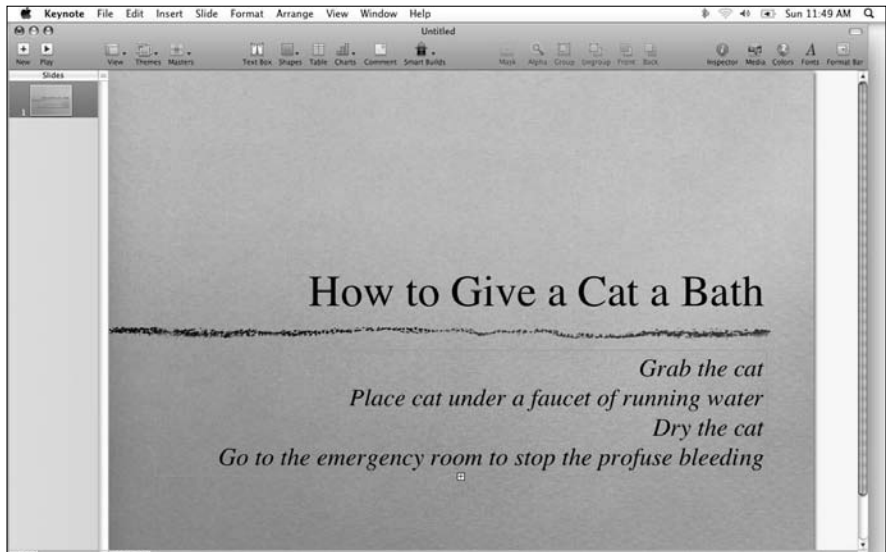 Keynote File Edit Insert Slide Format Arrange View Window Help Sun 11:49 AM
Untitled
New Play View Themes Masters Text Box Shapes Table Charts Comment Smart Builds Mask Alpha Group Ungroup Front Back Inspector Media Colors Fonts Format Bar
Slides
1
How to Give a Cat a Bath
Grab the cat
Place cat under a faucet of running water
Dry the cat
Go to the emergency room to stop the profuse bleeding